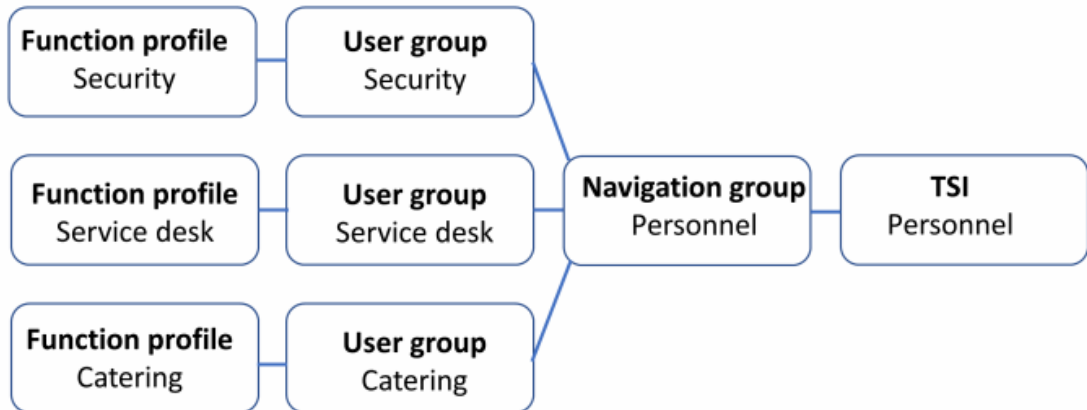 Function profile
Security
User group
Security
Function profile
Service desk
User group
Service desk
Navigation group
Personnel
TSI
Personnel
Function profile
Catering
User group
Catering